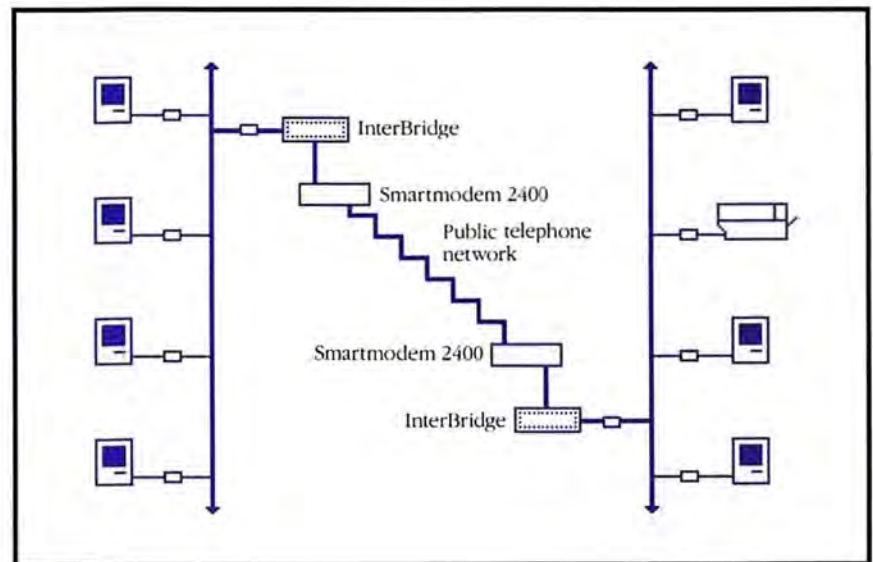 InterBridge
Smartmodem 2400
Public telephone
network
Smartmodem 2400
InterBridge